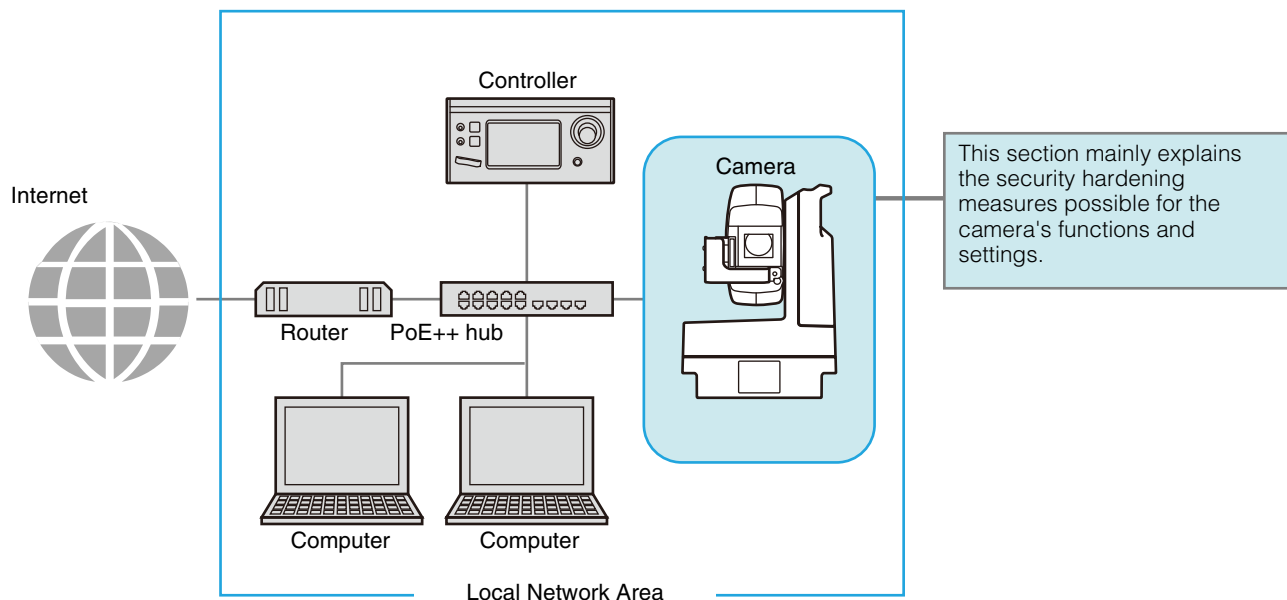 Controller
Camera
This section mainly explains
the security hardening
measures possible for the
camera's functions and
settings.
Internet
Router
PoE++ hub
Computer
Computer
Local Network Area